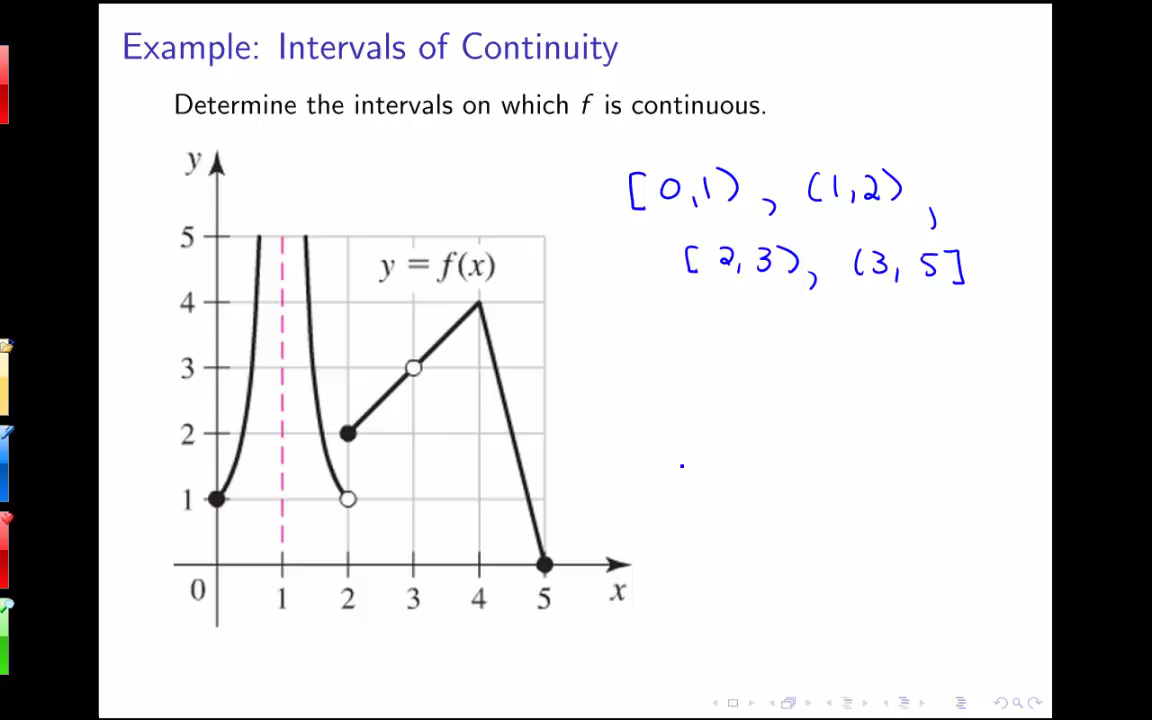 Example: Intervals of Continuity
Determine the intervals on which f is continuous.
[0,1), (1,2),
[2,3), (3,5]
y
5
y = f(x)
4
3
2
1
0 1 2 3 4 5 x